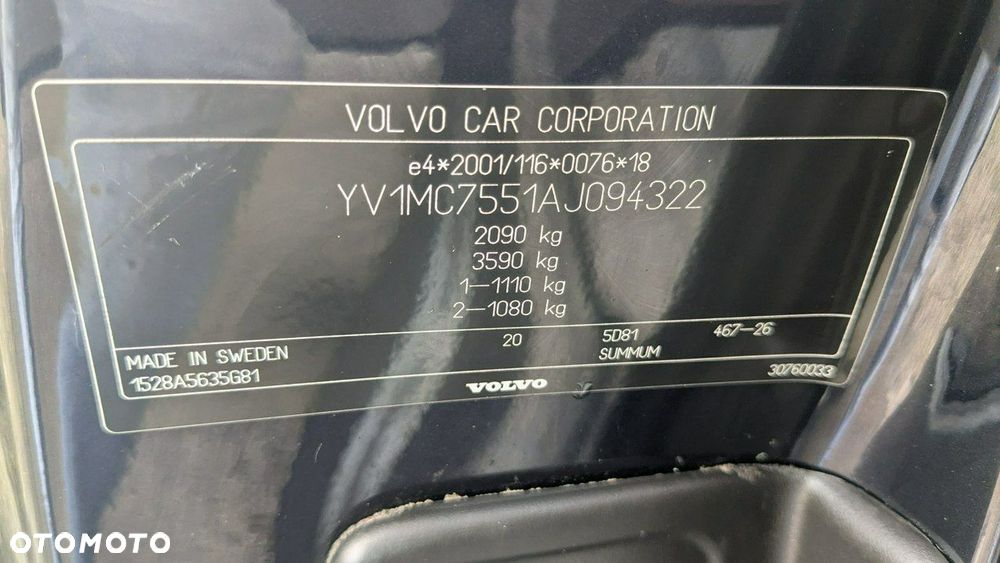 VOLVO CAR CORPORATION
e4*2001/116*0076*18
YV1MC7551AJ094322
2090 kg
3590 kg
1-1110 kg
2-1080 kg
20 5D81 467-26
MADE IN SWEDEN SUMMUM
1528A5635G81 30760033
VOLVO
OTOMOTO